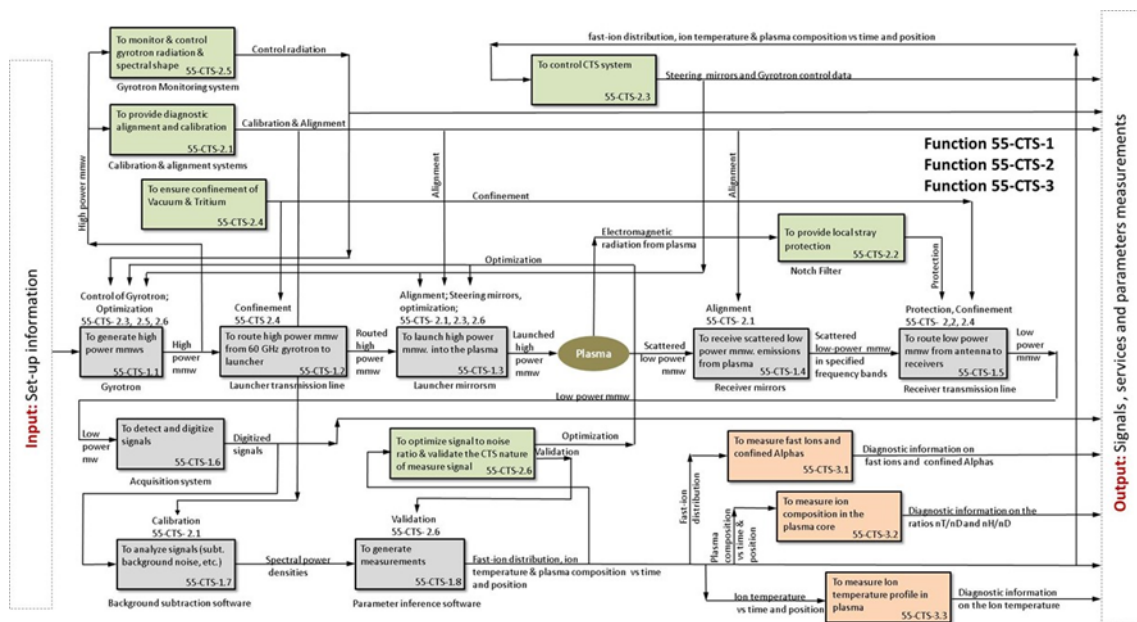 Input: Set-up information
To monitor & control
gyrotron radiation &
spectral shape
55-CTS-2.5
Gyrotron Monitoring system
Control radiation
To provide diagnostic
alignment and calibration
55-CTS-2.1
Calibration & alignment systems
Calibration & Alignment
To ensure confinement of
Vacuum & Tritium
55-CTS-2.4
Confinement
High power mmw
Alignment
Alignment
fast-ion distribution, ion temperature & plasma composition vs time and position
To control CTS system
55-CTS-2.3
Steering mirrors and Gyrotron control data
Function 55-CTS-1
Function 55-CTS-2
Function 55-CTS-3
Electromagnetic
radiation from plasma
To provide local stray
protection
55-CTS-2.2
Notch Filter
Protection
Optimization
Control of Gyrotron;
Optimization
55-CTS- 2.3, 2.5, 2.6
To generate high
power mmws
55-CTS-1.1
Gyrotron
High
power
mmw
Confinement
55-CTS 2.4
To route high power mmw
from 60 GHz gyrotron to
launcher
55-CTS-1.2
Launcher transmission line
Routed
high
power
mmw
Alignment; Steering mirrors,
optimization;
55-CTS- 2.1, 2.3, 2.6
To launch high power
mmw. into the plasma
55-CTS-1.3
Launcher mirrorsm
Launched
high
power
mmw
Plasma
Scattered
low power
mmw
Alignment
55-CTS- 2.1
To receive scattered low
power mmw. emissions
from plasma
55-CTS-1.4
Receiver mirrors
Scattered
low-power mmw
in specified
frequency bands
Protection, Confinement
55-CTS- 2,2, 2.4
To route low power
mmw from antenna to
receivers
55-CTS-1.5
Receiver transmission line
Low
power
mmw
Low power mmw
Low
power
mw
To detect and digitize
signals
55-CTS-1.6
Acquisition system
Digitized
signals
To optimize signal to noise
ratio & validate the CTS nature
of measure signal
55-CTS-2.6
Optimization
Validation
To measure fast Ions and
confined Alphas
55-CTS-3.1
Diagnostic information on
fast ions and confined Alphas
Fast-ion
distribution
To measure ion
composition in the
plasma core
55-CTS-3.2
Diagnostic information on the
ratios nT/nD and nH/nD
Plasma
composition
vs time &
position
Calibration
55-CTS- 2.1
To analyze signals (subt.
background noise, etc.)
55-CTS-1.7
Background subtraction software
Spectral power
densities
Validation
55-CTS- 2.6
To generate
measurements
55-CTS-1.8
Parameter inference software
Fast-ion distribution, ion
temperature & plasma composition vs time
and position
Ion temperature
vs time and position
To measure Ion
temperature profile in
plasma
55-CTS-3.3
Diagnostic information
on the Ion temperature
Output: Signals, services and parameters measurements